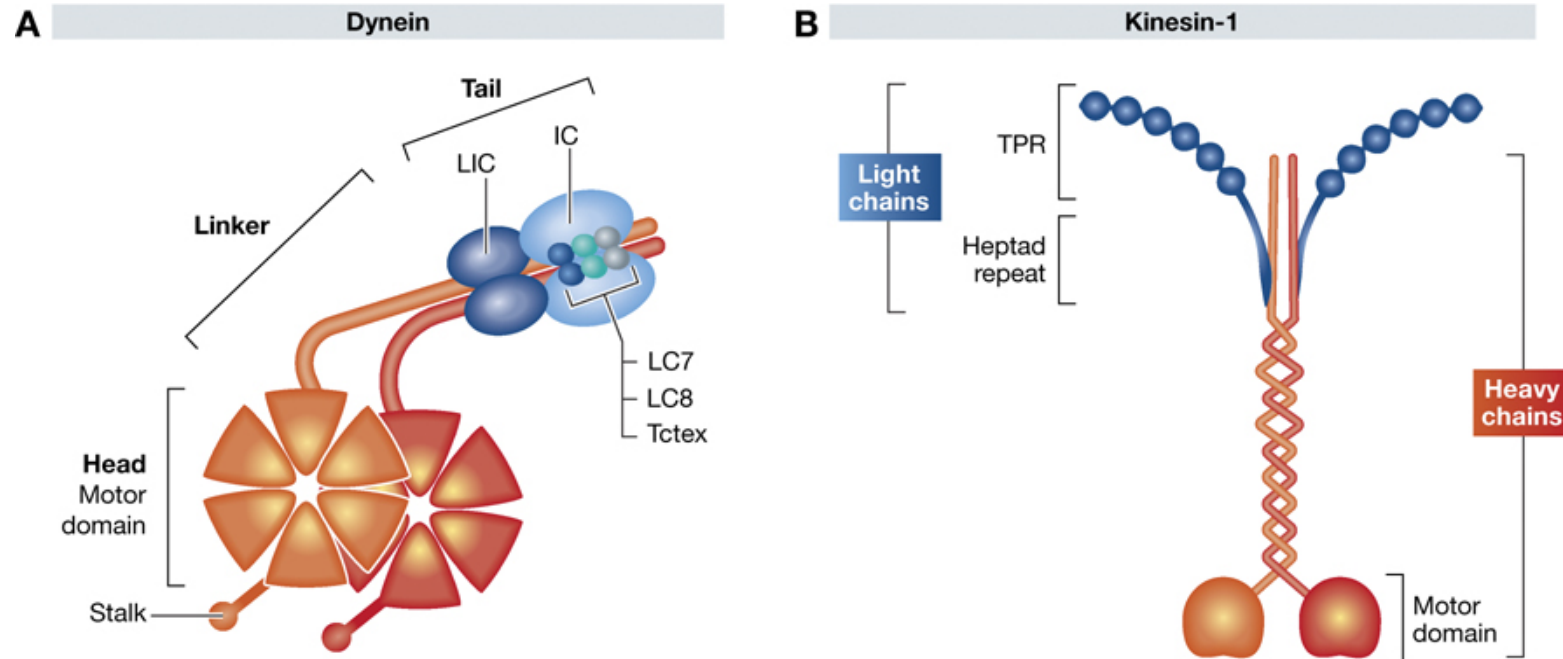 A
Dynein
Tail
IC
LIC
Linker
LC7
LC8
Tctex
Head
Motor
domain
Stalk
B
Kinesin-1
TPR
Light
chains
Heptad
repeat
Heavy
chains
Motor
domain